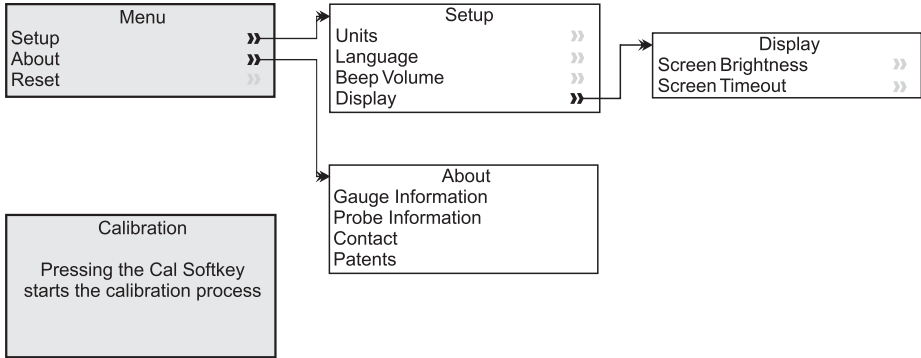 Menu
Setup »
About »
Reset »
Setup
Units »
Language »
Beep Volume »
Display »
Display
Screen Brightness »
Screen Timeout »
About
Gauge Information
Probe Information
Contact
Patents
Calibration
Pressing the Cal Softkey
starts the calibration process